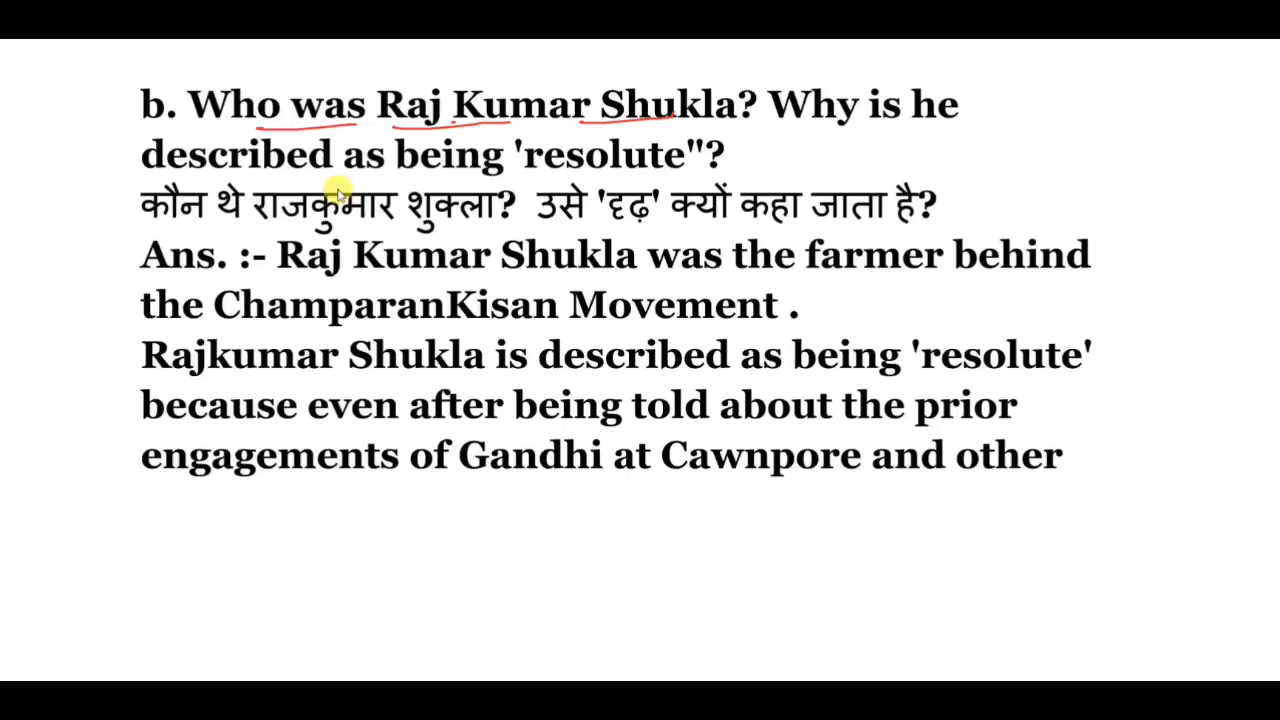 b. Who was Raj Kumar Shukla? Why is he
described as being 'resolute"?
कौन थे राजकुमार शुक्ला? उसे 'दृढ़' क्यों कहा जाता है?
Ans. :- Raj Kumar Shukla was the farmer behind
the ChamparanKisan Movement .
Rajkumar Shukla is described as being 'resolute'
because even after being told about the prior
engagements of Gandhi at Cawnpore and other